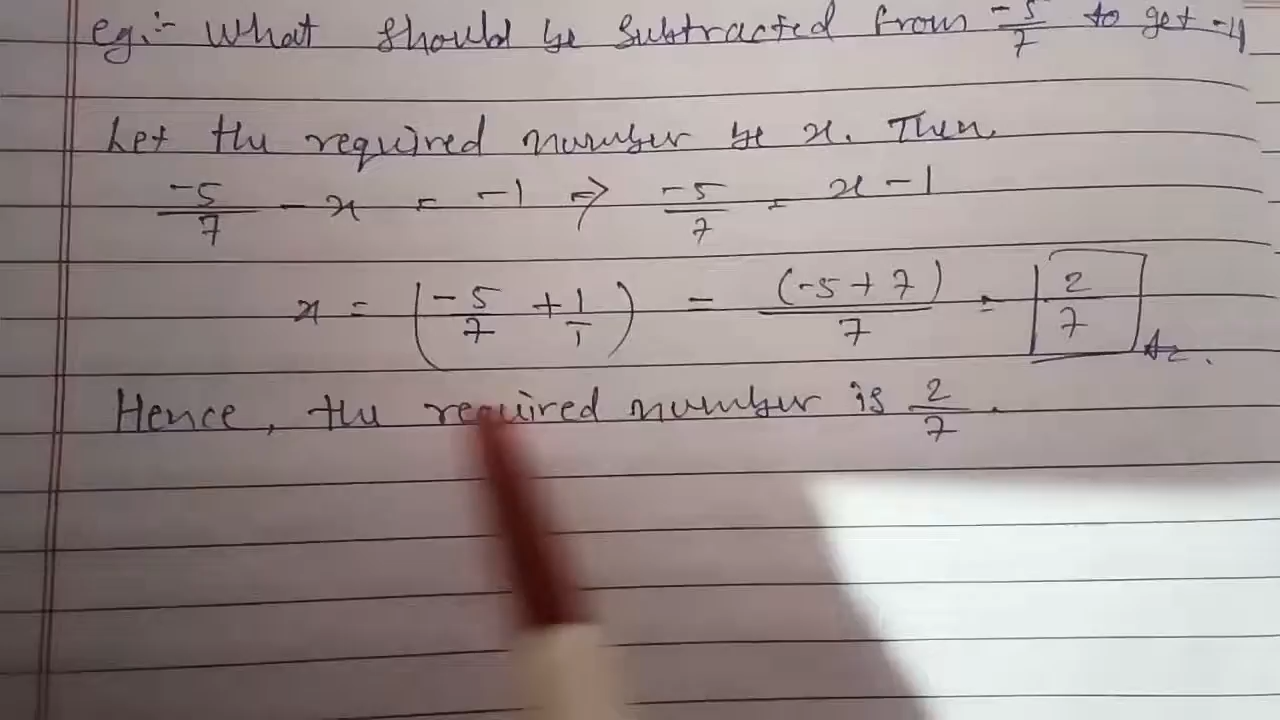 eg:- What should be subtracted from -5/7 to get -1
Let the required number be x. Then,
-5/7 - x = -1 ⇒ -5/7 = x - 1
x = (-5/7 + 1/1) = (-5+7)/7 = 2/7
Hence, the required number is 2/7.